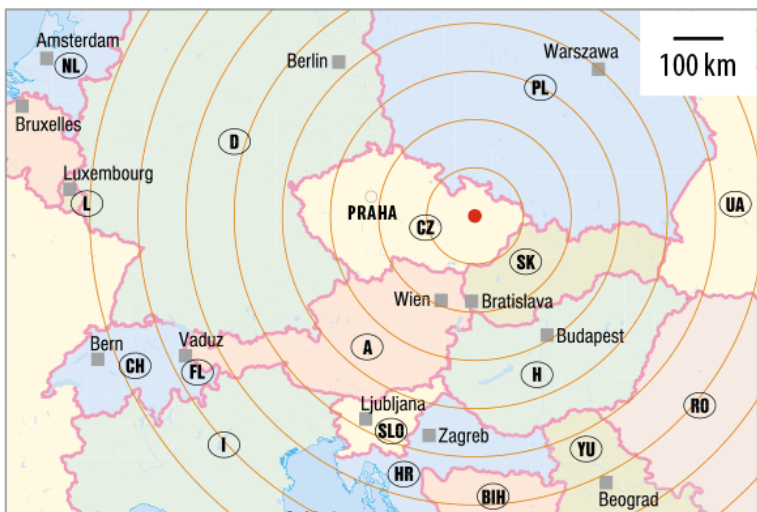 Amsterdam
NL
Berlin
Warszawa
100 km
PL
Bruxelles
D
Luxembourg
L
PRAHA
CZ
UA
SK
Wien
Bratislava
Bern
CH
Vaduz
FL
A
Budapest
H
RO
Ljubljana
SLO
Zagreb
I
YU
HR
BIH
Beograd